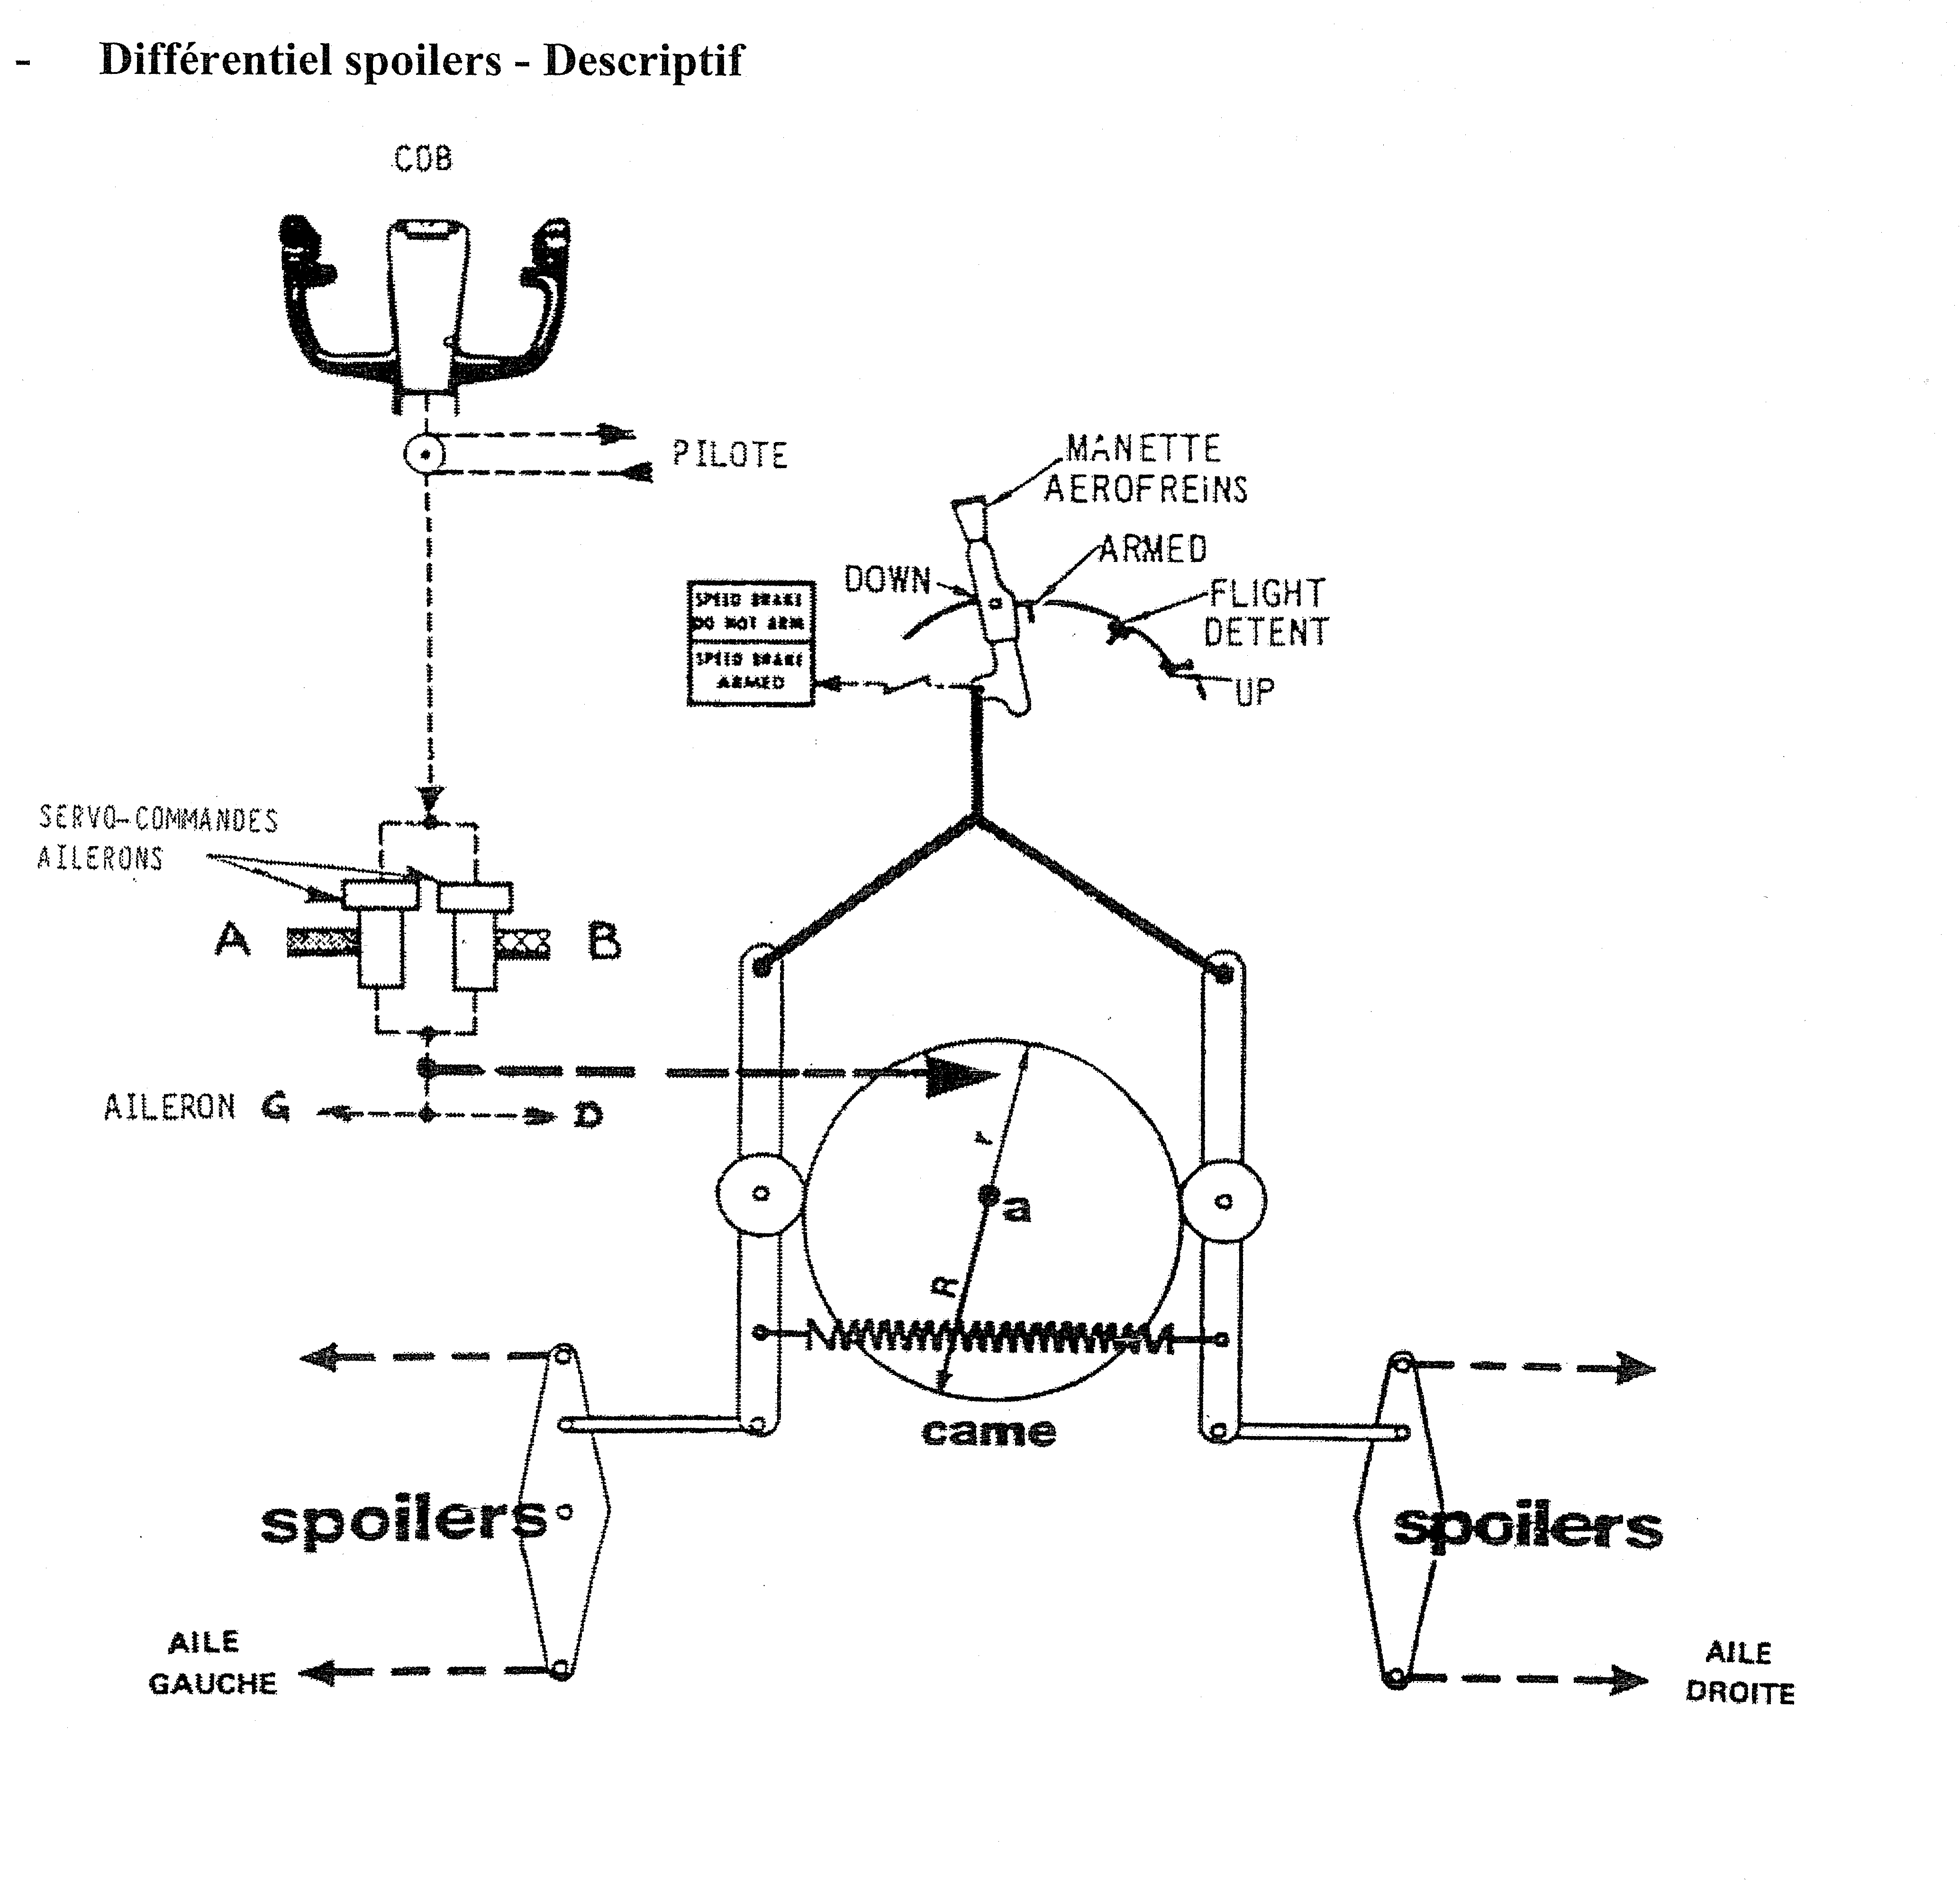 - Différentiel spoilers - Descriptif
CDB
PILOTE
MANETTE
AEROFREiNS
ARMED
DOWN
FLIGHT
DETENT
UP
SPEED BRAKE
DO NOT ARM
SPEED BRAKE
ARMED
SERVO-COMMANDES
AILERONS
A
B
AILERON G
D
r
a
R
came
spoilers
spoilers
AILE
GAUCHE
AILE
DROITE